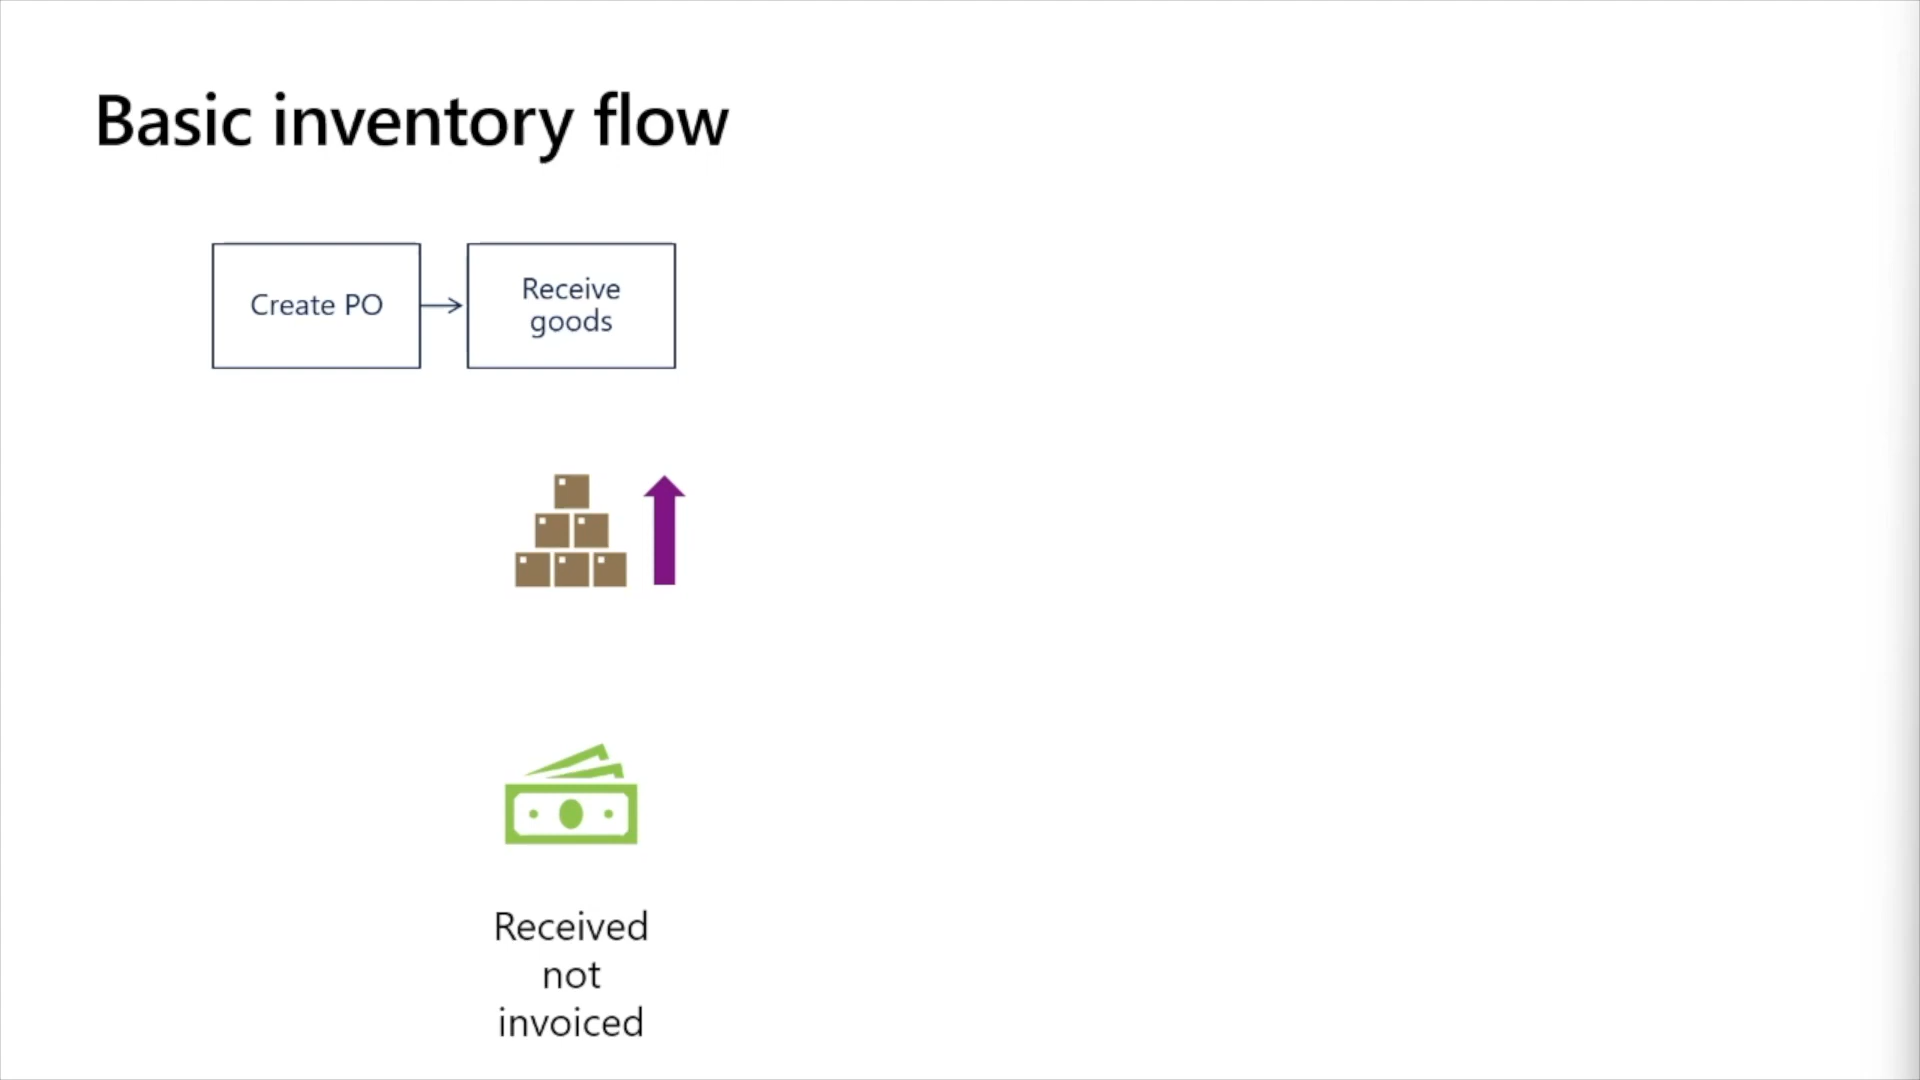 Basic inventory flow
Create PO
Receive
goods
Received
not
invoiced